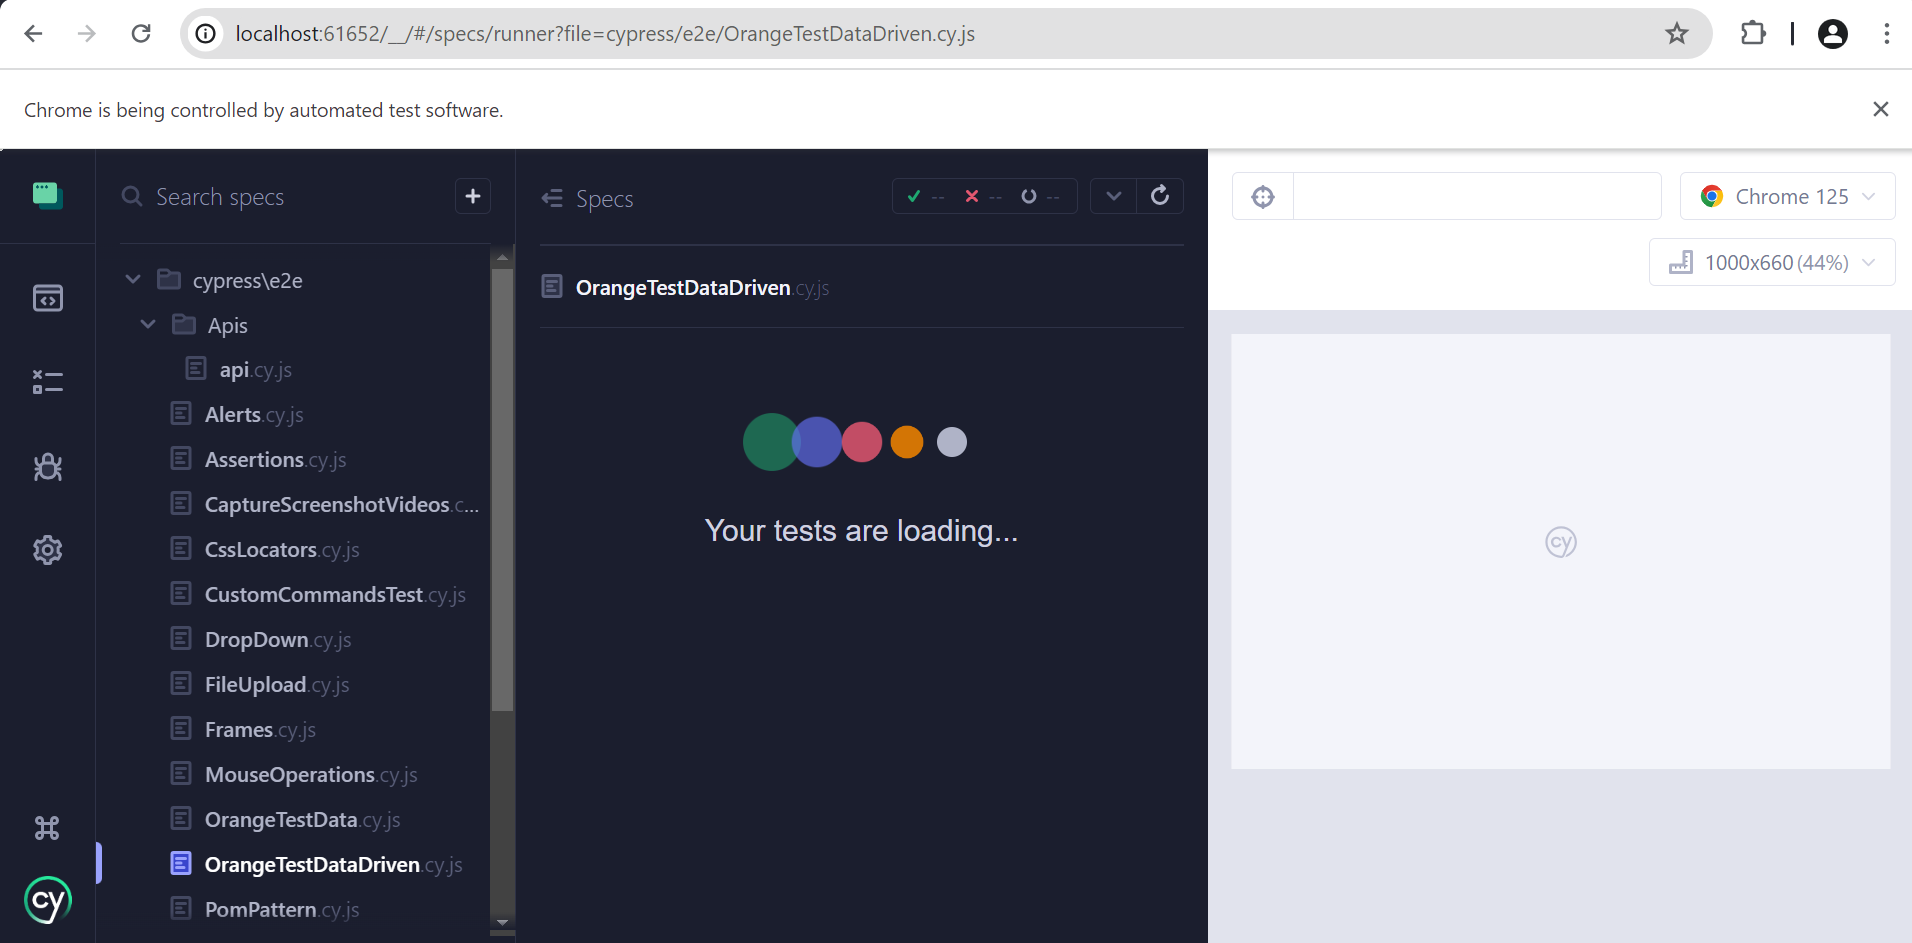 localhost:61652/__/#/specs/runner?file=cypress/e2e/OrangeTestDataDriven.cy.js
Chrome is being controlled by automated test software.
Search specs
+
Specs
--
--
--
Chrome 125
1000x660 (44%)
cypress\e2e
Apis
api.cy.js
Alerts.cy.js
Assertions.cy.js
CaptureScreenshotVideos.c...
CssLocators.cy.js
CustomCommandsTest.cy.js
DropDown.cy.js
FileUpload.cy.js
Frames.cy.js
MouseOperations.cy.js
OrangeTestData.cy.js
OrangeTestDataDriven.cy.js
PomPattern.cy.js
OrangeTestDataDriven.cy.js
Your tests are loading...
cy
cy